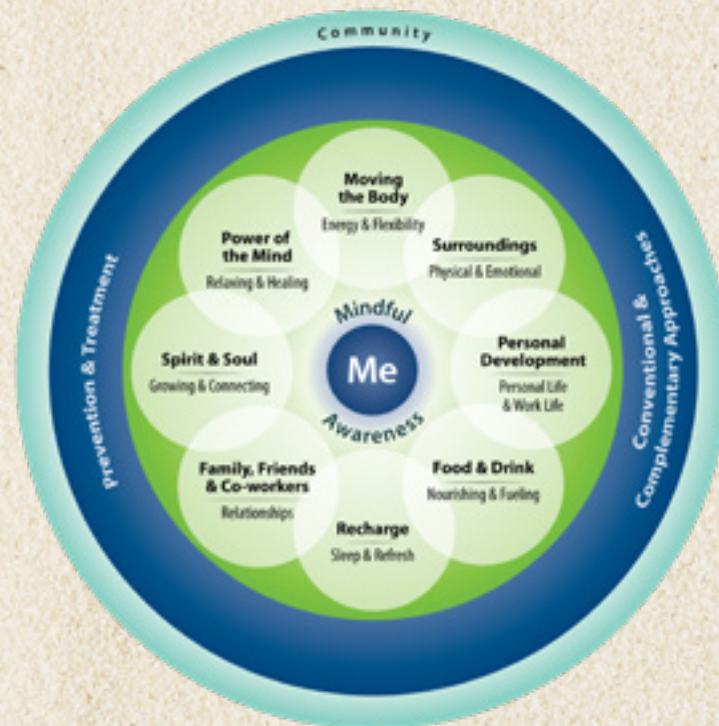 Community
Prevention & Treatment
Conventional &
Complementary Approaches
Moving
the Body
Energy & Flexibility
Surroundings
Physical & Emotional
Personal
Development
Personal Life
& Work Life
Food & Drink
Nourishing & Fueling
Recharge
Sleep & Refresh
Family, Friends
& Co-workers
Relationships
Spirit & Soul
Growing & Connecting
Power of
the Mind
Relaxing & Healing
Mindful
Me
Awareness